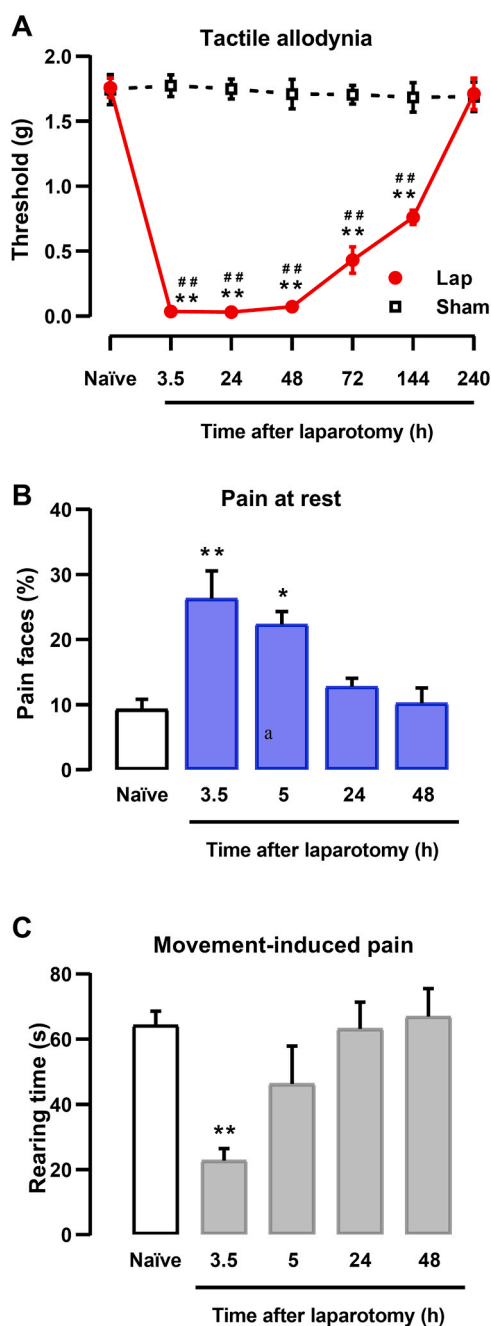 A
Tactile allodynia
Threshold (g)
2.0
1.5
1.0
0.5
0.0
##
**
##
**
##
**
##
**
##
**
Lap
Sham
Naïve 3.5 24 48 72 144 240
Time after laparotomy (h)
B
Pain at rest
Pain faces (%)
40
30
20
10
0
**
*
a
Naïve 3.5 5 24 48
Time after laparotomy (h)
C
Movement-induced pain
Rearing time (s)
80
60
40
20
0
**
Naïve 3.5 5 24 48
Time after laparotomy (h)